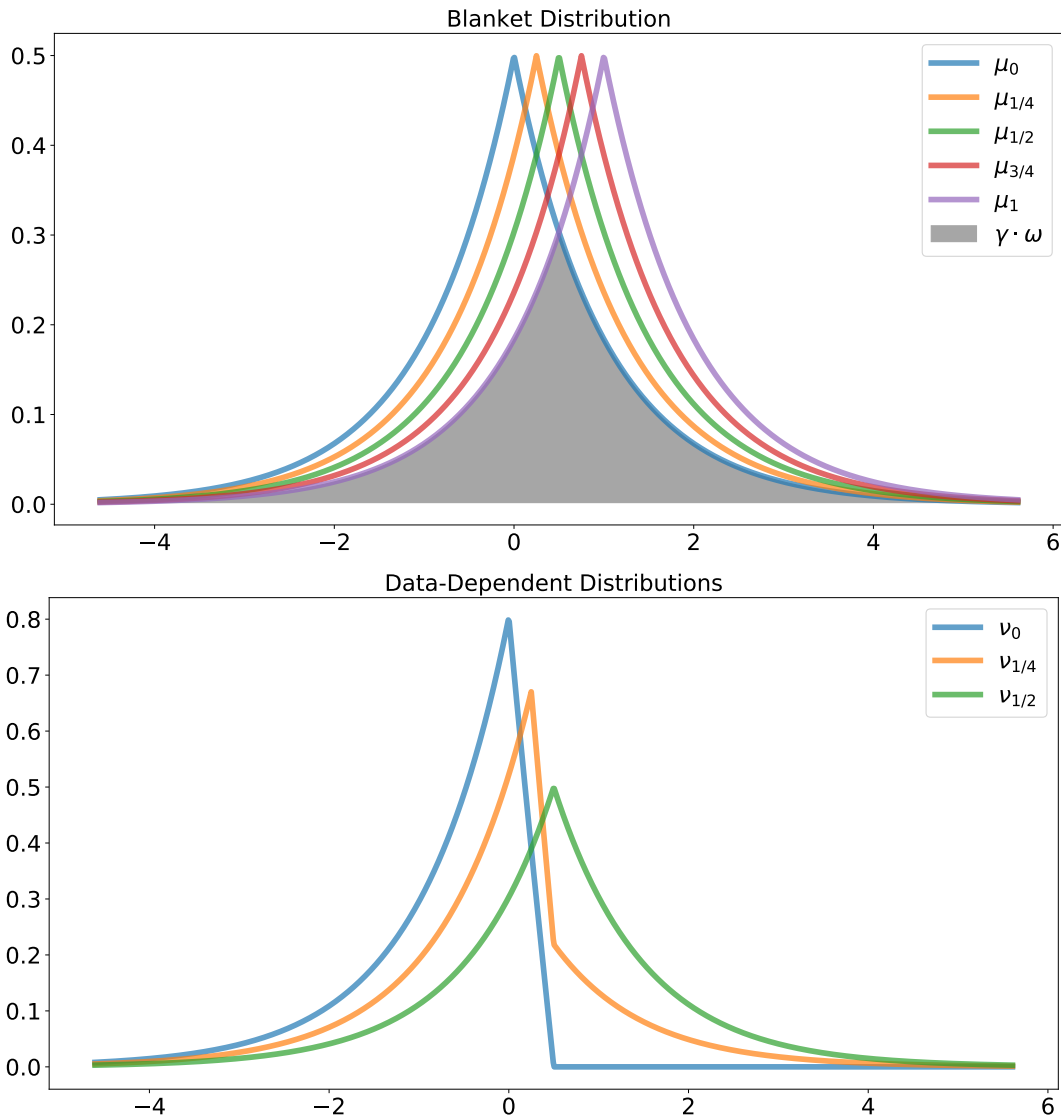 Blanket Distribution
0.5
0.4
0.3
0.2
0.1
0.0
−4
−2
0
2
4
6
μ0
μ1/4
μ1/2
μ3/4
μ1
γ · ω
Data-Dependent Distributions
0.8
0.7
0.6
0.5
0.4
0.3
0.2
0.1
0.0
−4
−2
0
2
4
6
ν0
ν1/4
ν1/2